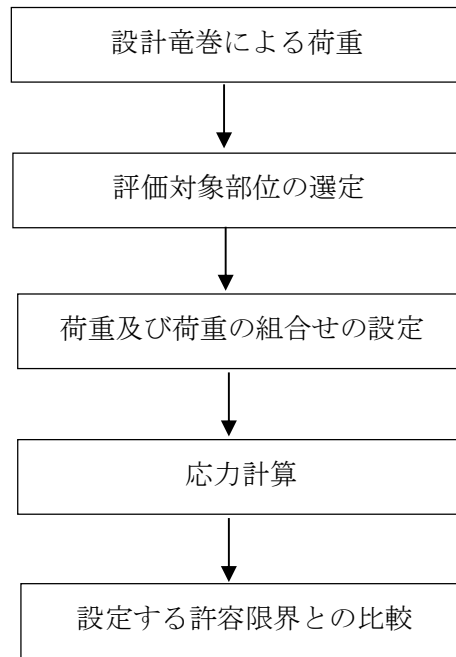 設計竜巻による荷重
評価対象部位の選定
荷重及び荷重の組合せの設定
応力計算
設定する許容限界との比較